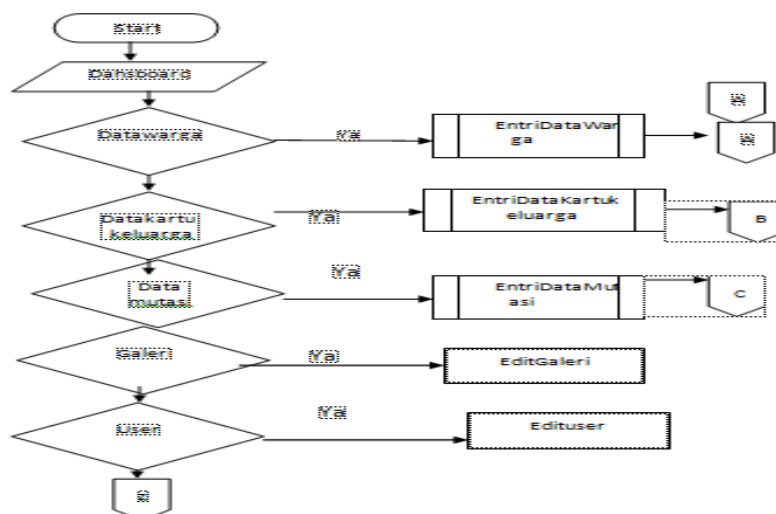 Start
Dahsboard
Datawarga
Ya
EntriDataWar
ga
Datakartu
keluarga
Ya
EntriDataKartuk
eluarga
B
Data
mutasi
Ya
EntriDataMut
asi
C
Galeri
Ya
EditGaleri
User
Ya
Edituser